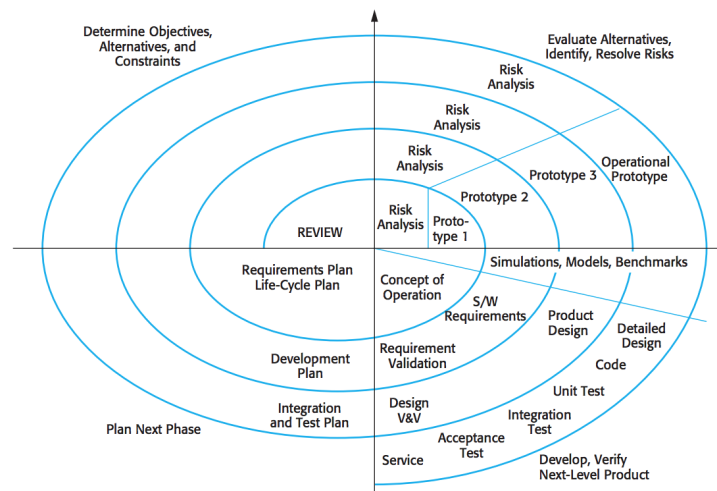 Determine Objectives,
Alternatives, and
Constraints
Evaluate Alternatives,
Identify, Resolve Risks
Risk
Analysis
Risk
Analysis
Risk
Analysis
Risk
Analysis
Proto-
type 1
Prototype 2
Prototype 3
Operational
Prototype
REVIEW
Requirements Plan
Life-Cycle Plan
Development
Plan
Integration
and Test Plan
Plan Next Phase
Simulations, Models, Benchmarks
Concept of
Operation
S/W
Requirements
Product
Design
Detailed
Design
Requirement
Validation
Code
Design
V&V
Unit Test
Integration
Test
Acceptance
Test
Service
Develop, Verify
Next-Level Product